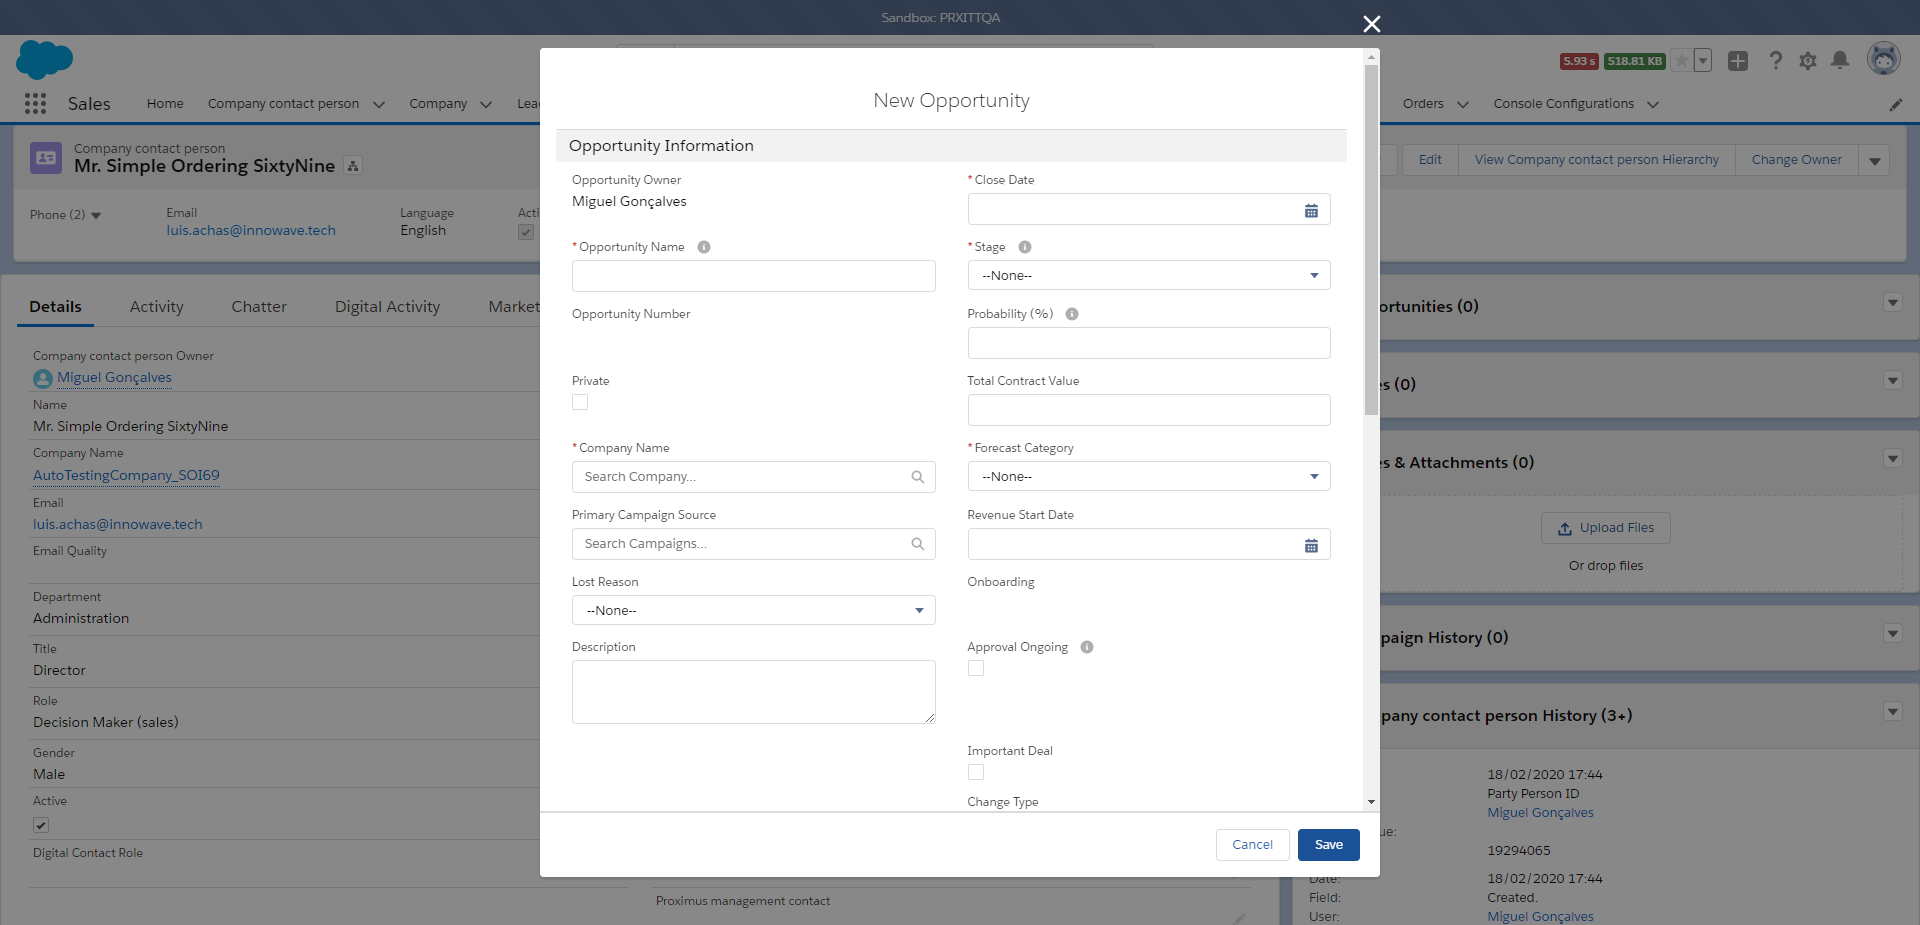 Sandbox: PRXITTQA
5.93 s
518.81 KB
Sales
Home
Company contact person
Company
Orders
Console Configurations
Company contact person
Mr. Simple Ordering SixtyNine
Edit
View Company contact person Hierarchy
Change Owner
Phone (2)
Email
luis.achas@innowave.tech
Language
English
Details
Activity
Chatter
Digital Activity
Company contact person Owner
Miguel Gonçalves
Name
Mr. Simple Ordering SixtyNine
Company Name
AutoTestingCompany_SOI69
Email
luis.achas@innowave.tech
Email Quality
Department
Administration
Title
Director
Role
Decision Maker (sales)
Gender
Male
Active
Digital Contact Role
Proximus management contact
New Opportunity
Opportunity Information
Opportunity Owner
Miguel Gonçalves
* Close Date
* Opportunity Name
* Stage
--None--
Opportunity Number
Probability (%)
Private
Total Contract Value
* Company Name
Search Company...
* Forecast Category
--None--
Primary Campaign Source
Search Campaigns...
Revenue Start Date
Lost Reason
--None--
Onboarding
Description
Approval Ongoing
Important Deal
Change Type
Cancel
Save
ortunities (0)
s (0)
s & Attachments (0)
Upload Files
Or drop files
paign History (0)
pany contact person History (3+)
18/02/2020 17:44
Party Person ID
Miguel Gonçalves
ue:
19294065
Date:
18/02/2020 17:44
Field:
Created.
User:
Miguel Gonçalves